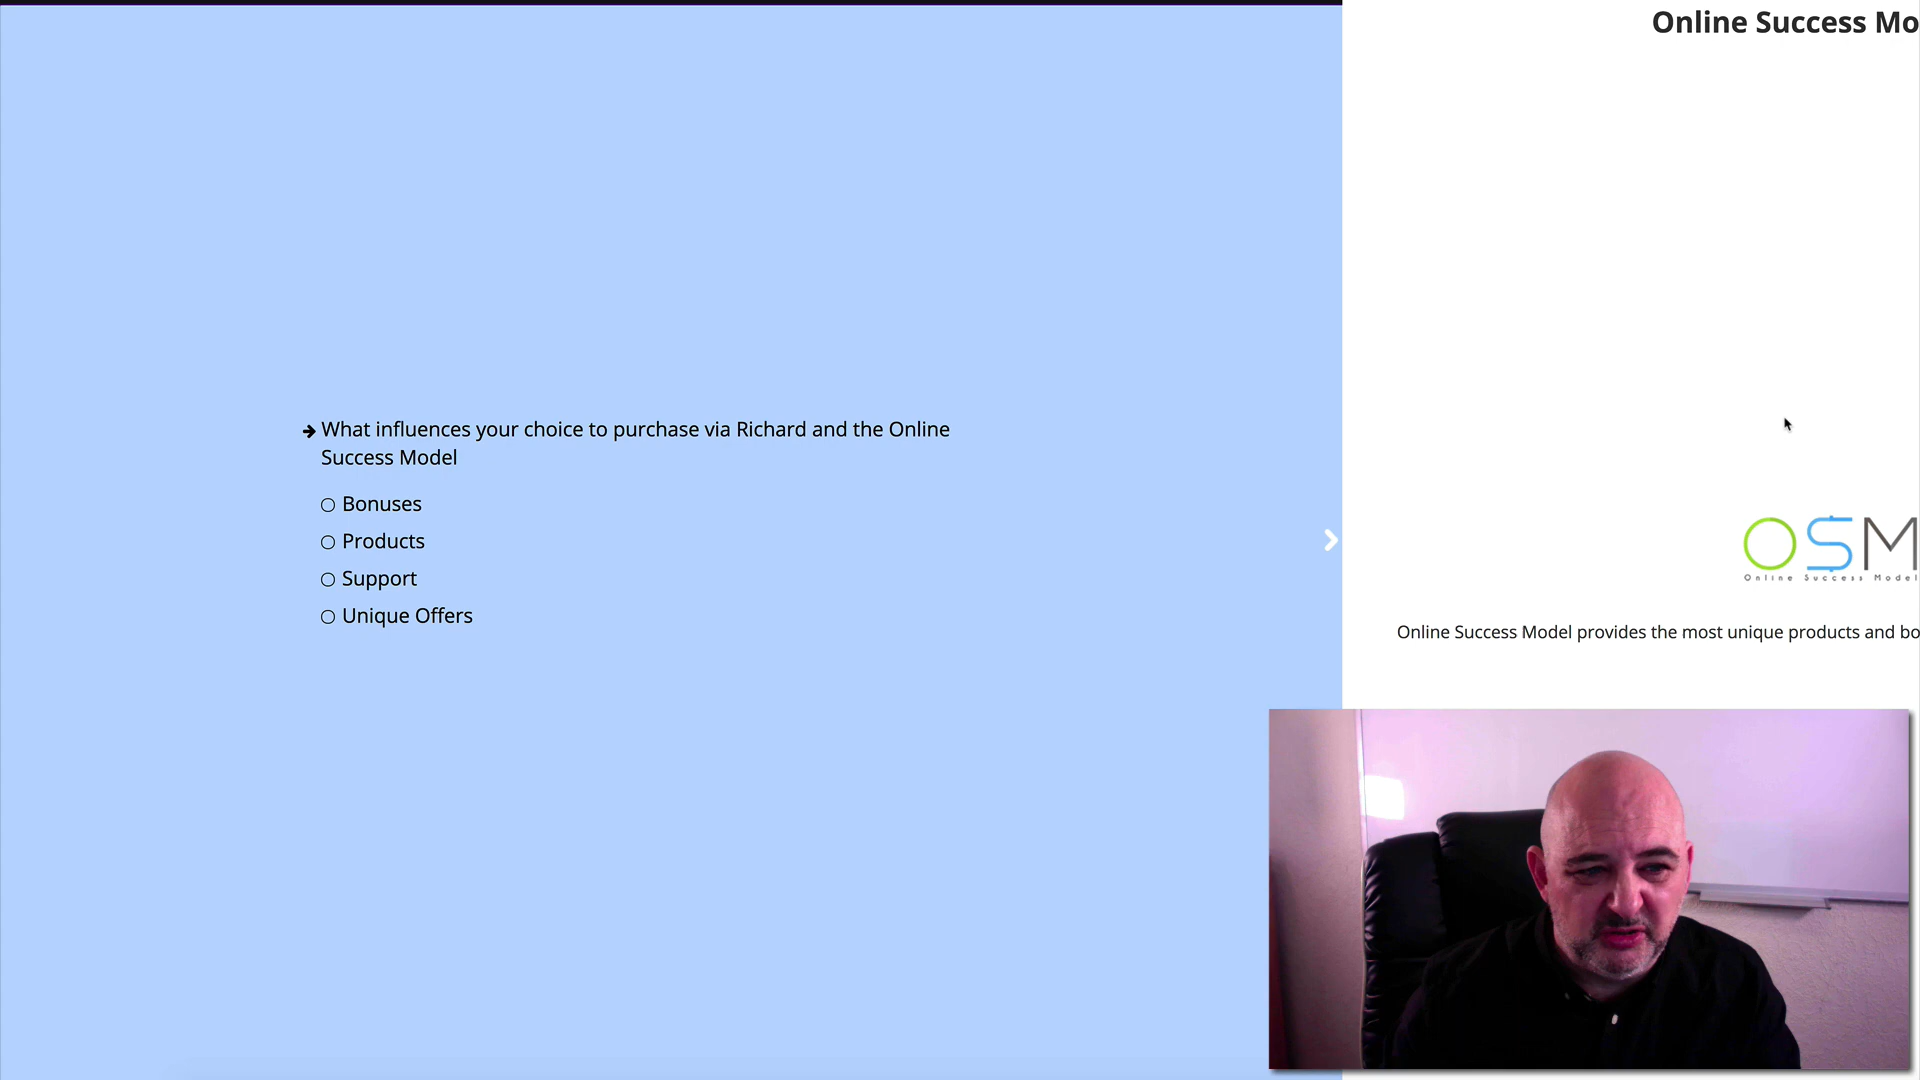 Online Success Mo
➔ What influences your choice to purchase via Richard and the Online
Success Model
Bonuses
Products
Support
Unique Offers
OSM
Online Success Model
Online Success Model provides the most unique products and bo